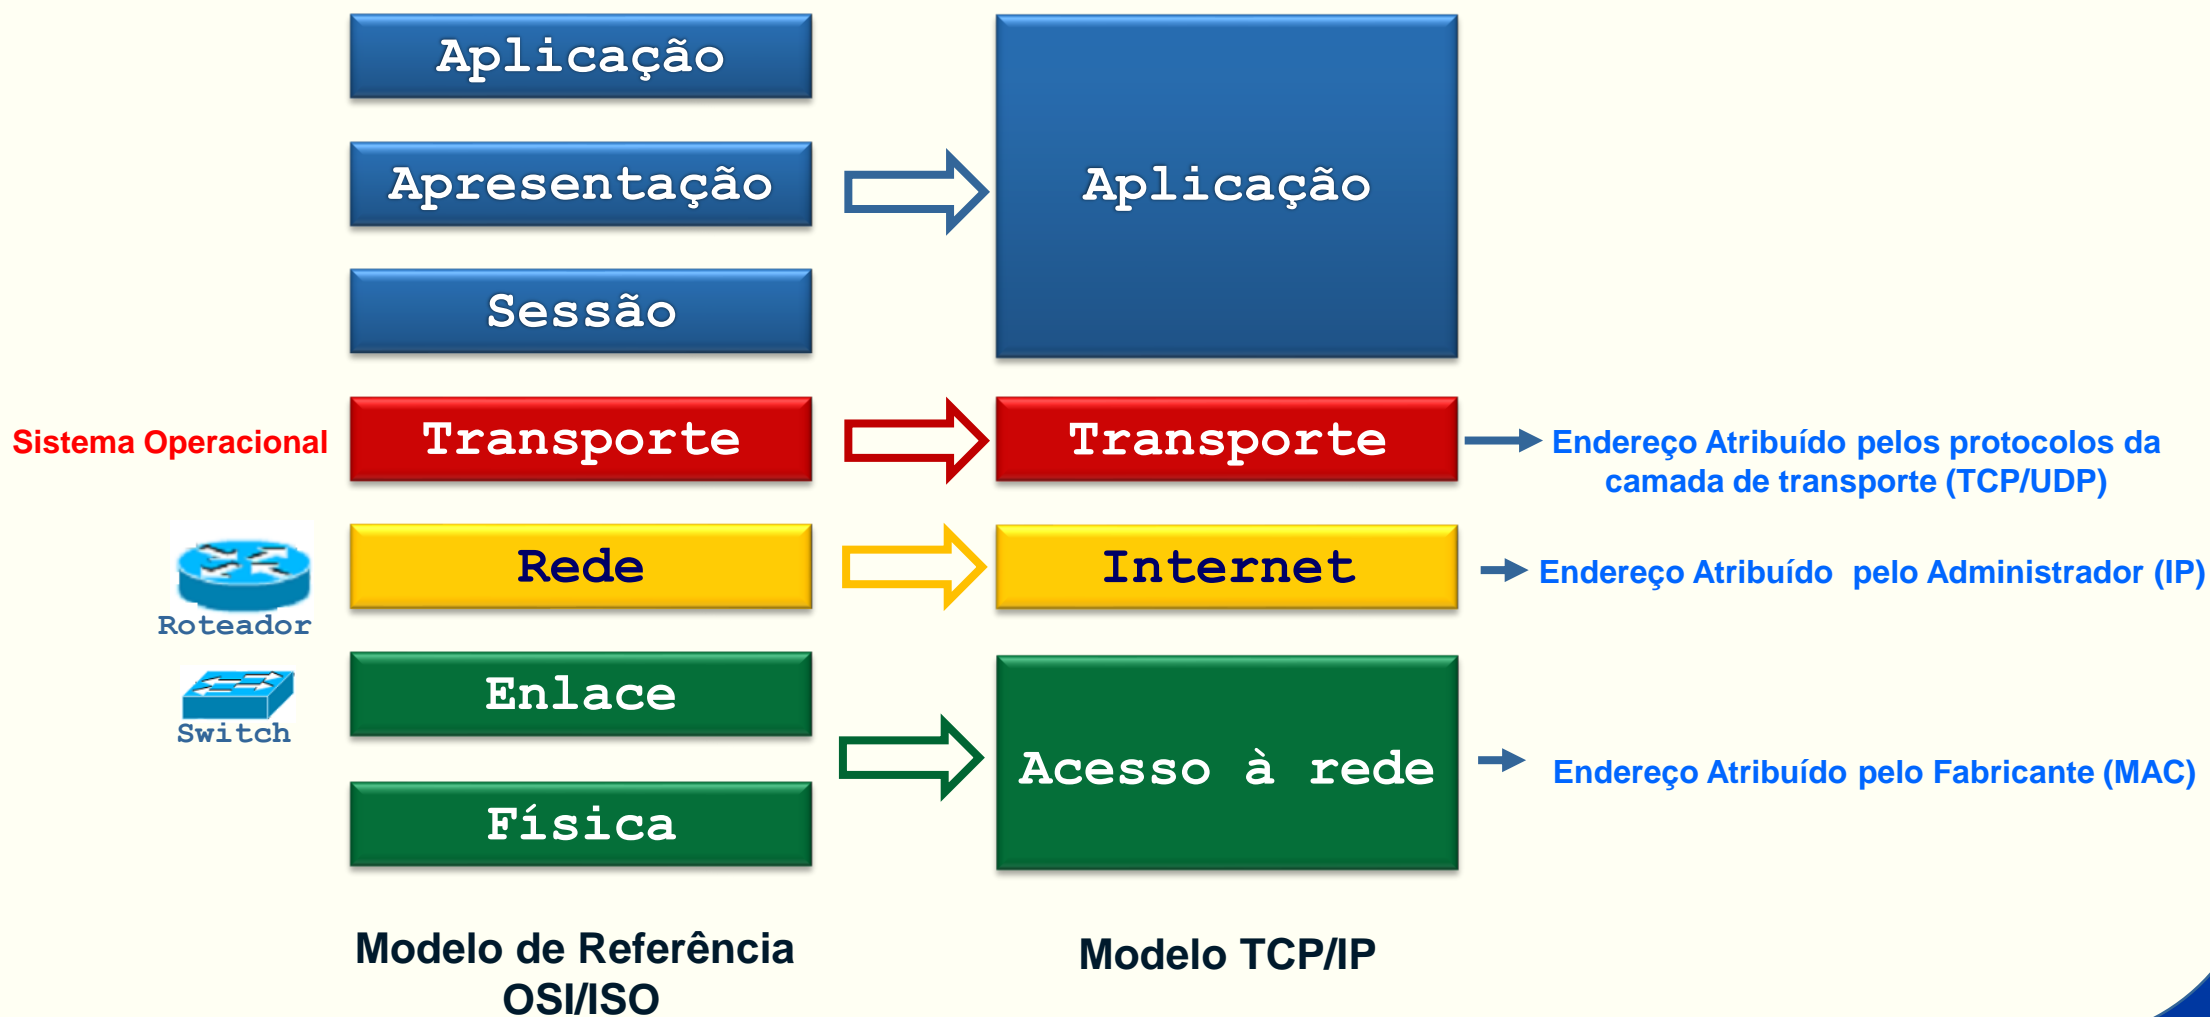 Aplicação
Apresentação
Aplicação
Sessão
Sistema Operacional
Transporte
Transporte
Endereço Atribuído pelos protocolos da
camada de transporte (TCP/UDP)
Rede
Internet
Endereço Atribuído pelo Administrador (IP)
Roteador
Enlace
Switch
Acesso à rede
Endereço Atribuído pelo Fabricante (MAC)
Física
Modelo de Referência
OSI/ISO
Modelo TCP/IP